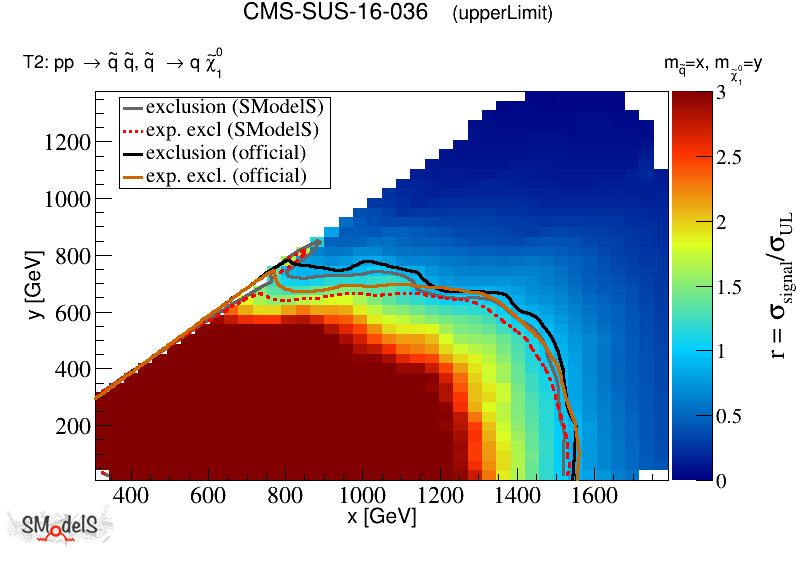 CMS-SUS-16-036 (upperLimit)
T2: pp → q̃ q̃, q̃ → q χ̃₁⁰
m_q̃=x, m_χ̃₁⁰=y
exclusion (SModelS)
exp. excl (SModelS)
exclusion (official)
exp. excl. (official)
y [GeV]
1200
1000
800
600
400
200
400 600 800 1000 1200 1400 1600
x [GeV]
3
2.5
2
1.5
1
0.5
0
r = σ_signal/σ_UL
SModelS